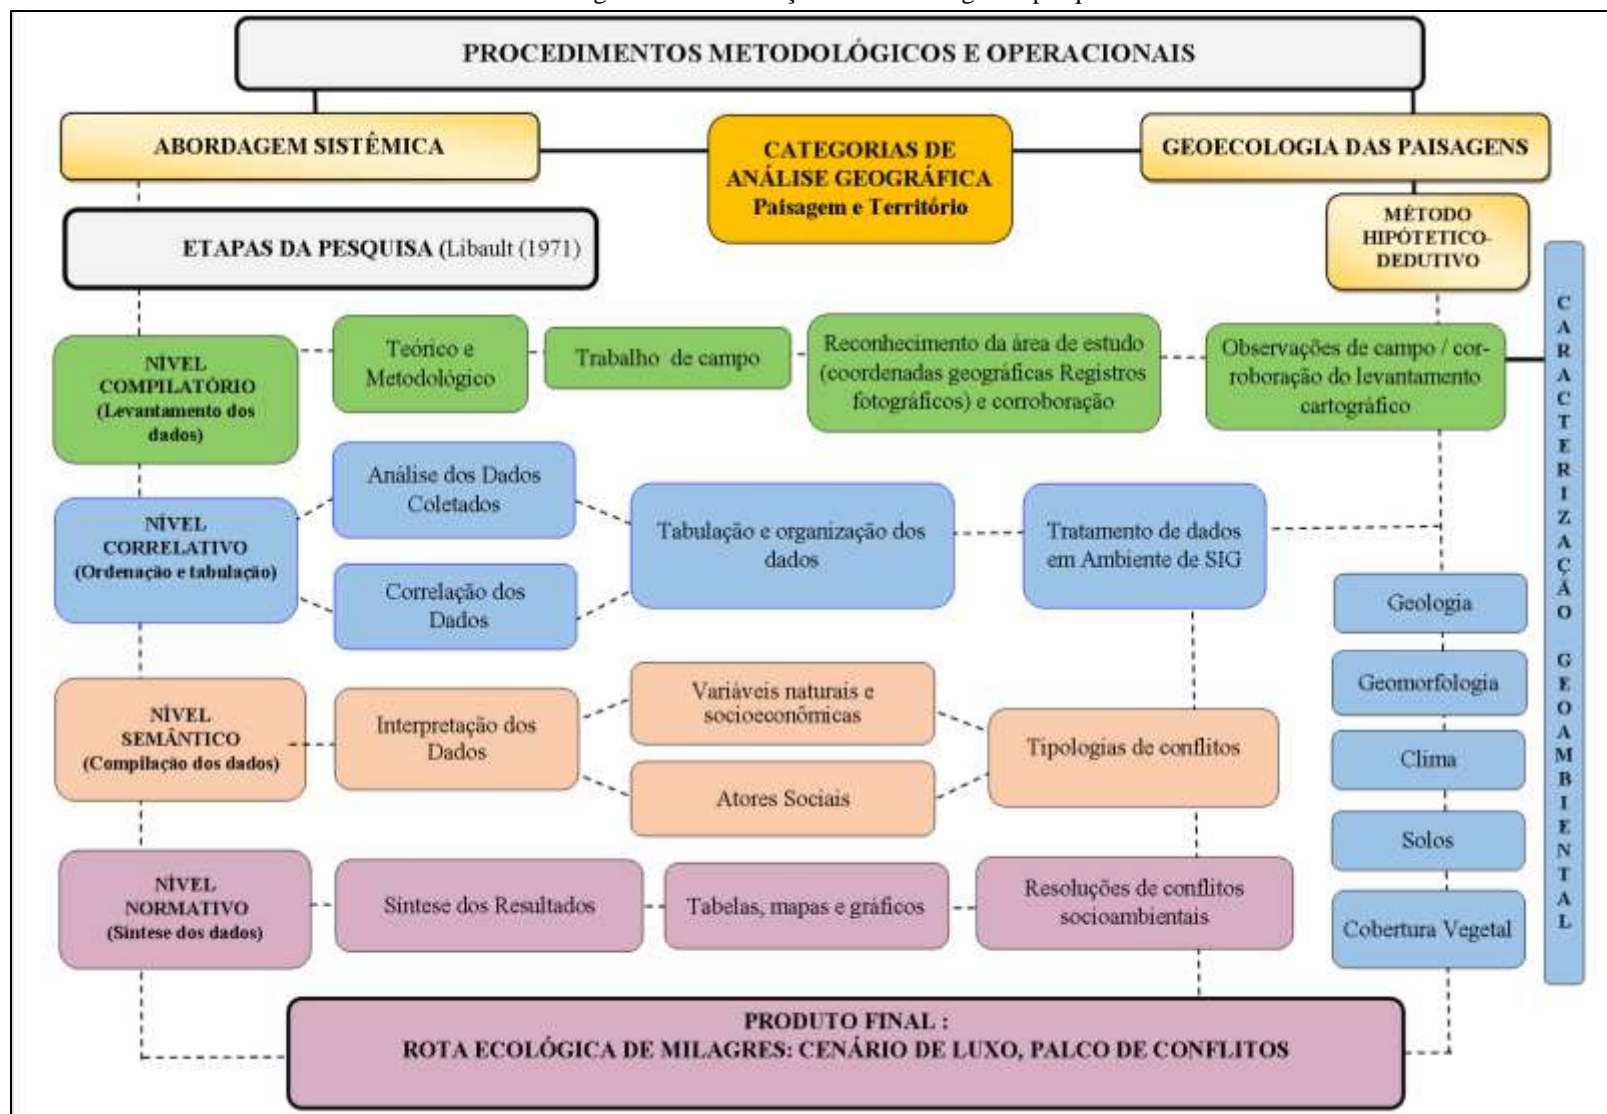 PROCEDIMENTOS METODOLÓGICOS E OPERACIONAIS
ABORDAGEM SISTÊMICA
CATEGORIAS DE
ANÁLISE GEOGRÁFICA
Paisagem e Território
GEOECOLOGIA DAS PAISAGENS
ETAPAS DA PESQUISA (Libault (1971)
MÉTODO
HIPÓTETICO-
DEDUTIVO
NÍVEL
COMPILATÓRIO
(Levantamento dos
dados)
Teórico e
Metodológico
Trabalho de campo
Reconhecimento da área de estudo
(coordenadas geográficas Registros
fotográficos) e corroboração
Observações de campo / cor-
roboração do levantamento
cartográfico
NÍVEL
CORRELATIVO
(Ordenação e tabulação)
Análise dos Dados
Coletados
Correlação dos
Dados
Tabulação e organização dos
dados
Tratamento de dados
em Ambiente de SIG
NÍVEL
SEMÂNTICO
(Compilação dos dados)
Interpretação dos
Dados
Variáveis naturais e
socioeconômicas
Atores Sociais
Tipologias de conflitos
NÍVEL
NORMATIVO
(Síntese dos dados)
Síntese dos Resultados
Tabelas, mapas e gráficos
Resoluções de conflitos
socioambientais
Geologia
Geomorfologia
Clima
Solos
Cobertura Vegetal
CARACTERIZAÇÃO GEOAMBIENTAL
PRODUTO FINAL :
ROTA ECOLÓGICA DE MILAGRES: CENÁRIO DE LUXO, PALCO DE CONFLITOS